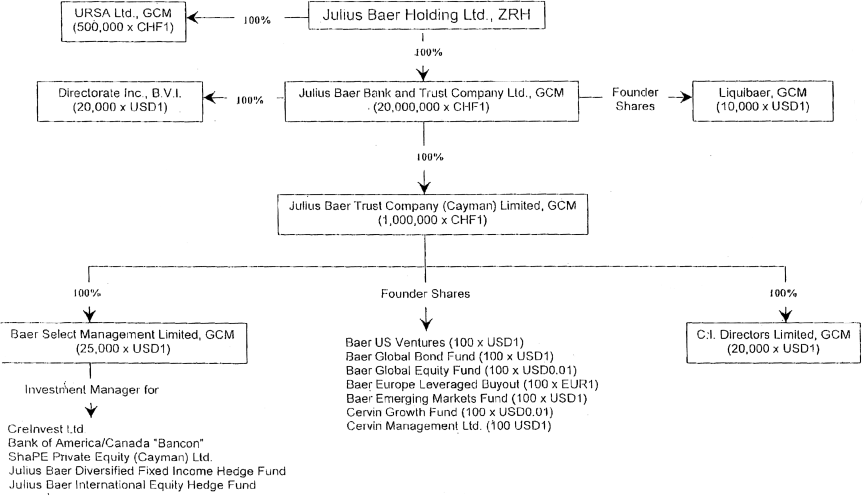 URSA Ltd., GCM
(500,000 x CHF1)
100%
Julius Baer Holding Ltd., ZRH
100%
Directorate Inc., B.V.I.
(20,000 x USD1)
100%
Julius Baer Bank and Trust Company Ltd., GCM
(20,000,000 x CHF1)
Founder
Shares
Liquibaer, GCM
(10,000 x USD1)
100%
Julius Baer Trust Company (Cayman) Limited, GCM
(1,000,000 x CHF1)
100%
Founder Shares
100%
Baer Select Management Limited, GCM
(25,000 x USD1)
Baer US Ventures (100 x USD1)
Baer Global Bond Fund (100 x USD1)
Baer Global Equity Fund (100 x USD0.01)
Baer Europe Leveraged Buyout (100 x EUR1)
Baer Emerging Markets Fund (100 x USD1)
Cervin Growth Fund (100 x USD0.01)
Cervin Management Ltd. (100 USD1)
C.I. Directors Limited, GCM
(20,000 x USD1)
Investment Manager for
CreInvest Ltd
Bank of America/Canada "Bancon"
ShaPE Private Equity (Cayman) Ltd.
Julius Baer Diversified Fixed Income Hedge Fund
Julius Baer International Equity Hedge Fund